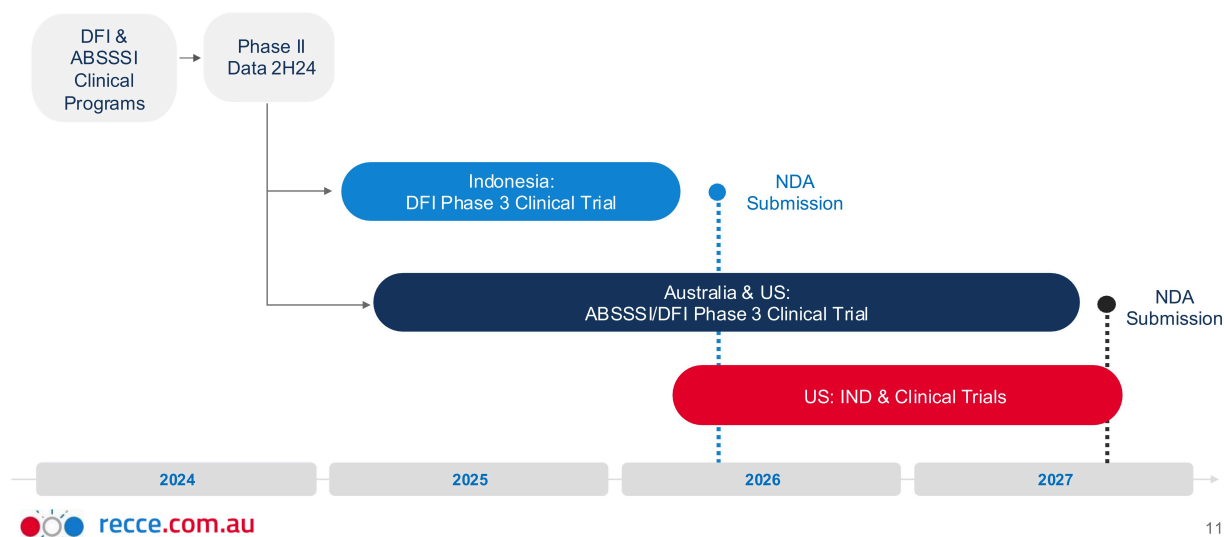 DFI &
ABSSSI
Clinical
Programs
Phase II
Data 2H24
Indonesia:
DFI Phase 3 Clinical Trial
NDA
Submission
Australia & US:
ABSSSI/DFI Phase 3 Clinical Trial
NDA
Submission
US: IND & Clinical Trials
2024
2025
2026
2027
recce.com.au
11